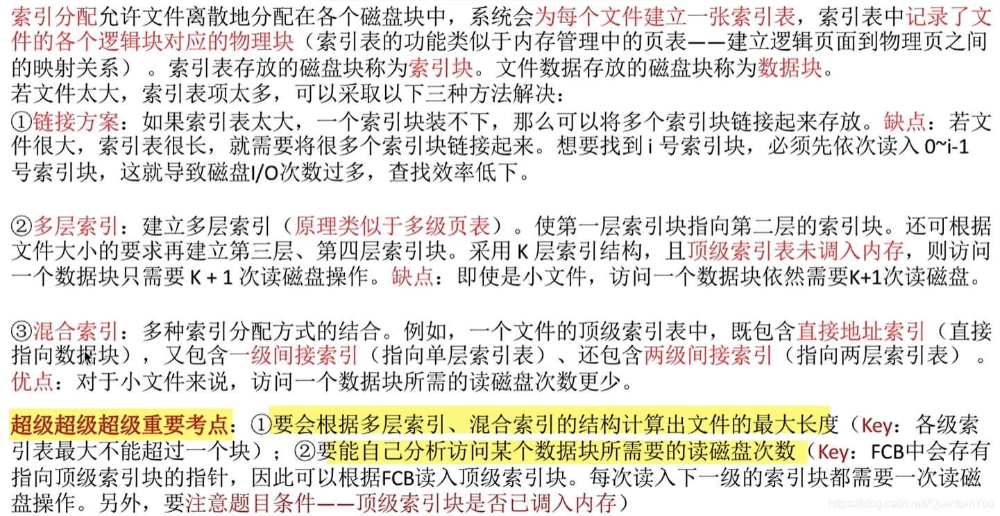 索引分配允许文件离散地分配在各个磁盘块中，系统会为每个文件建立一张索引表，索引表中记录了文
件的各个逻辑块对应的物理块（索引表的功能类似于内存管理中的页表——建立逻辑页面到物理页之间
的映射关系）。索引表存放的磁盘块称为索引块。文件数据存放的磁盘块称为数据块。
若文件太大，索引表项太多，可以采取以下三种方法解决：
①链接方案：如果索引表太大，一个索引块装不下，那么可以将多个索引块链接起来存放。缺点：若文
件很大，索引表很长，就需要将很多个索引块链接起来。想要找到 i 号索引块，必须先依次读入 0~i-1
号索引块，这就导致磁盘I/O次数过多，查找效率低下。
②多层索引：建立多层索引（原理类似于多级页表）。使第一层索引块指向第二层的索引块。还可根据
文件大小的要求再建立第三层、第四层索引块。采用 K 层索引结构，且顶级索引表未调入内存，则访问
一个数据块只需要 K + 1 次读磁盘操作。缺点：即使是小文件，访问一个数据块依然需要K+1次读磁盘。
③混合索引：多种索引分配方式的结合。例如，一个文件的顶级索引表中，既包含直接地址索引（直接
指向数据块），又包含一级间接索引（指向单层索引表）、还包含两级间接索引（指向两层索引表）。
优点：对于小文件来说，访问一个数据块所需的读磁盘次数更少。
超级超级超级重要考点：①要会根据多层索引、混合索引的结构计算出文件的最大长度（Key：各级索
引表最大不能超过一个块）；②要能自己分析访问某个数据块所需要的读磁盘次数（Key：FCB中会存有
指向顶级索引块的指针，因此可以根据FCB读入顶级索引块。每次读入下一级的索引块都需要一次读磁
盘操作。另外，要注意题目条件——顶级索引块是否已调入内存）
https://blog.csdn.net/QuantumYou